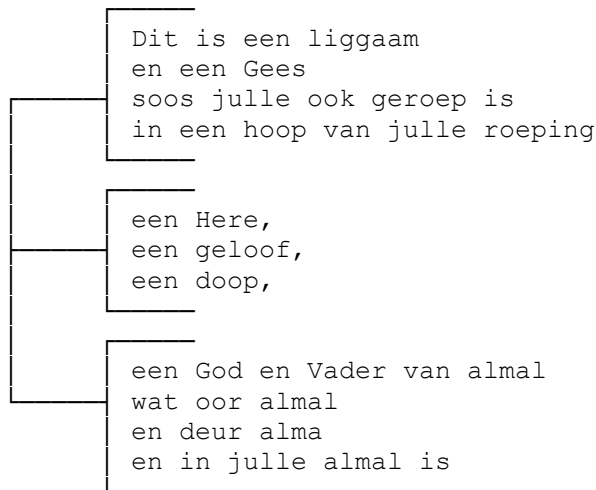 Dit is een liggaam
en een Gees
soos julle ook geroep is
in een hoop van julle roeping
een Here,
een geloof,
een doop,
een God en Vader van almal
wat oor almal
en deur alma
en in julle almal is